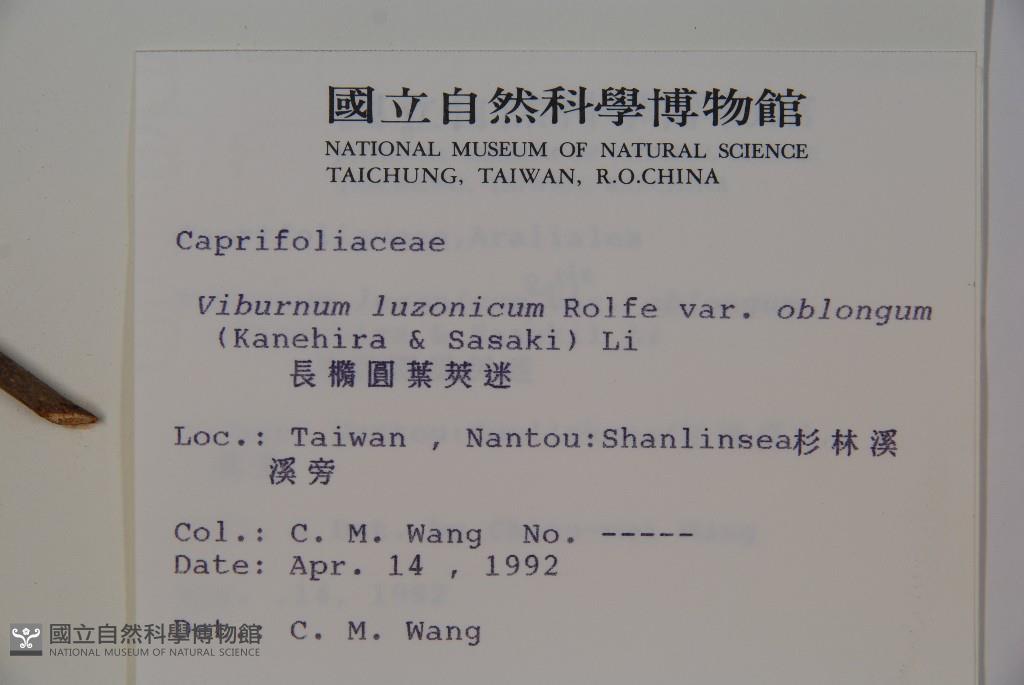 國立自然科學博物館
NATIONAL MUSEUM OF NATURAL SCIENCE
TAICHUNG, TAIWAN, R.O.CHINA
Caprifoliaceae
Viburnum luzonicum Rolfe var. oblongum
(Kanehira & Sasaki) Li
長橢圓葉莢迷
Loc.: Taiwan , Nantou:Shanlinsea杉林溪
溪旁
Col.: C. M. Wang No. -----
Date: Apr. 14 , 1992
Det.: C. M. Wang
國立自然科學博物館
NATIONAL MUSEUM OF NATURAL SCIENCE